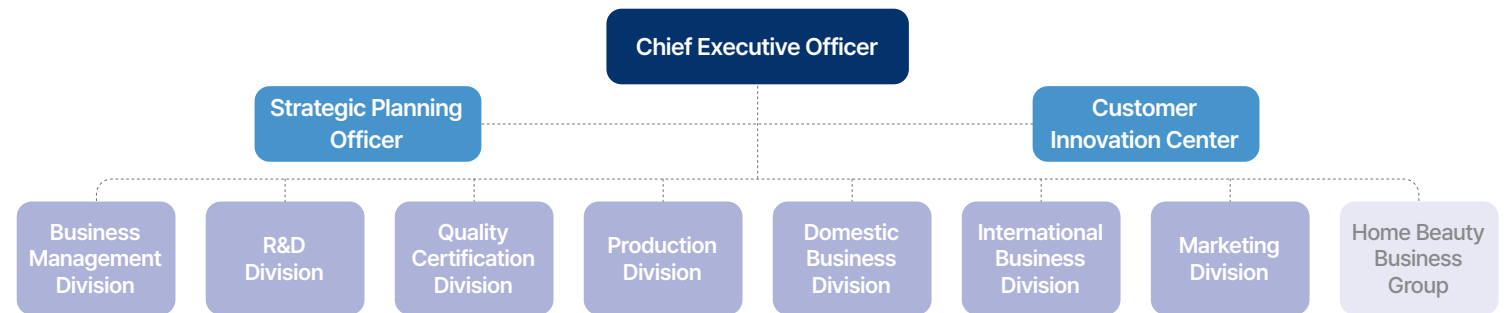 Chief Executive Officer
Strategic Planning
Officer
Customer
Innovation Center
Business
Management
Division
R&D
Division
Quality
Certification
Division
Production
Division
Domestic
Business
Division
International
Business
Division
Marketing
Division
Home Beauty
Business
Group